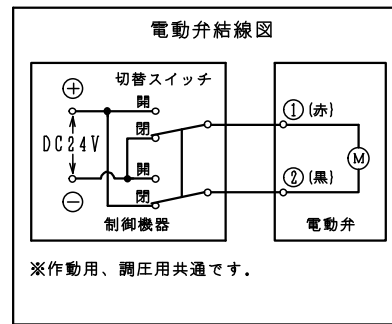 電動弁結線図
切替スイッチ
⊕
開
①(赤)
閉
DC24V
M
開
②(黒)
⊖
閉
制御機器
電動弁
※作動用、調圧用共通です.